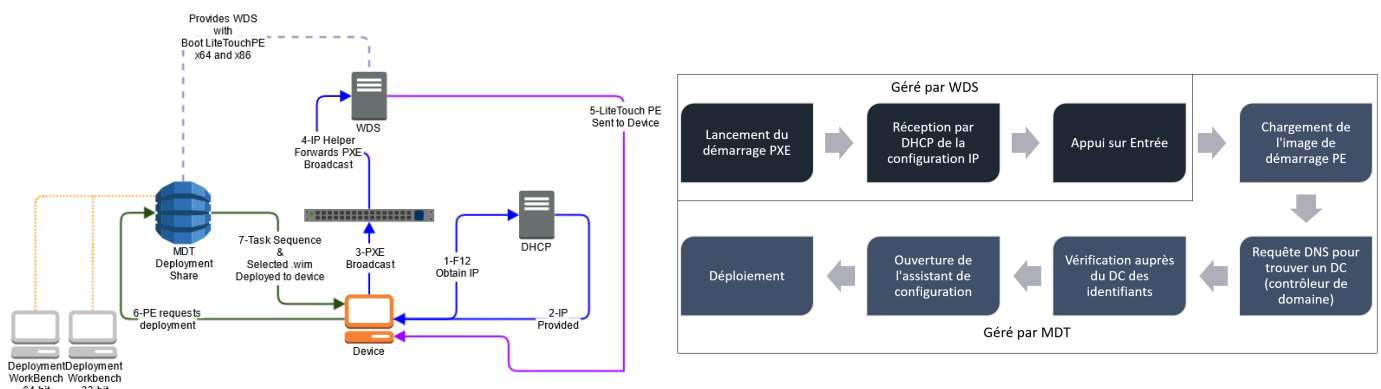 Provides WDS
with
Boot LiteTouchPE
x64 and x86
WDS
5-LiteTouch PE
Sent to Device
4-IP Helper
Forwards PXE
Broadcast
MDT
Deployment
Share
7-Task Sequence
&
Selected .wim
Deployed to device
3-PXE
Broadcast
1-F12
Obtain IP
DHCP
6-PE requests
deployment
2-IP
Provided
Device
Deployment
WorkBench
64-bit
Deployment
Workbench
32-bit
Géré par WDS
Lancement du
démarrage PXE
Réception par
DHCP de la
configuration IP
Appui sur Entrée
Chargement de
l'image de
démarrage PE
Requête DNS pour
trouver un DC
(contrôleur de
domaine)
Vérification auprès
du DC des
identifiants
Ouverture de
l'assistant de
configuration
Déploiement
Géré par MDT